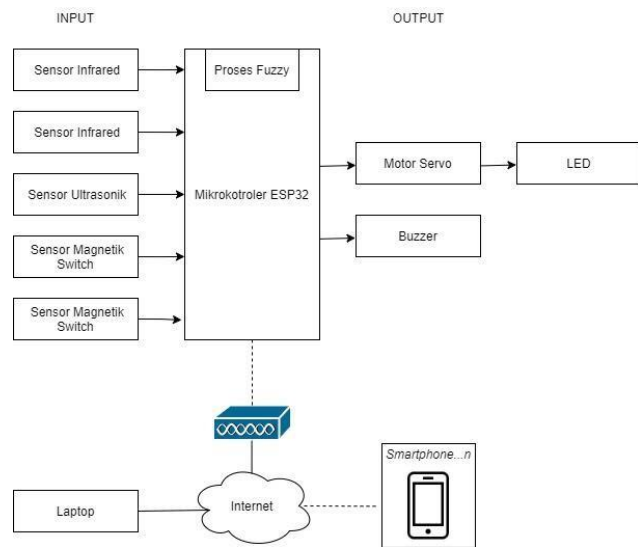 INPUT
OUTPUT
Sensor Infrared
Proses Fuzzy
Sensor Infrared
Motor Servo
LED
Sensor Ultrasonik
Mikrokotroler ESP32
Buzzer
Sensor Magnetik
Switch
Sensor Magnetik
Switch
Smartphone...n
Laptop
Internet